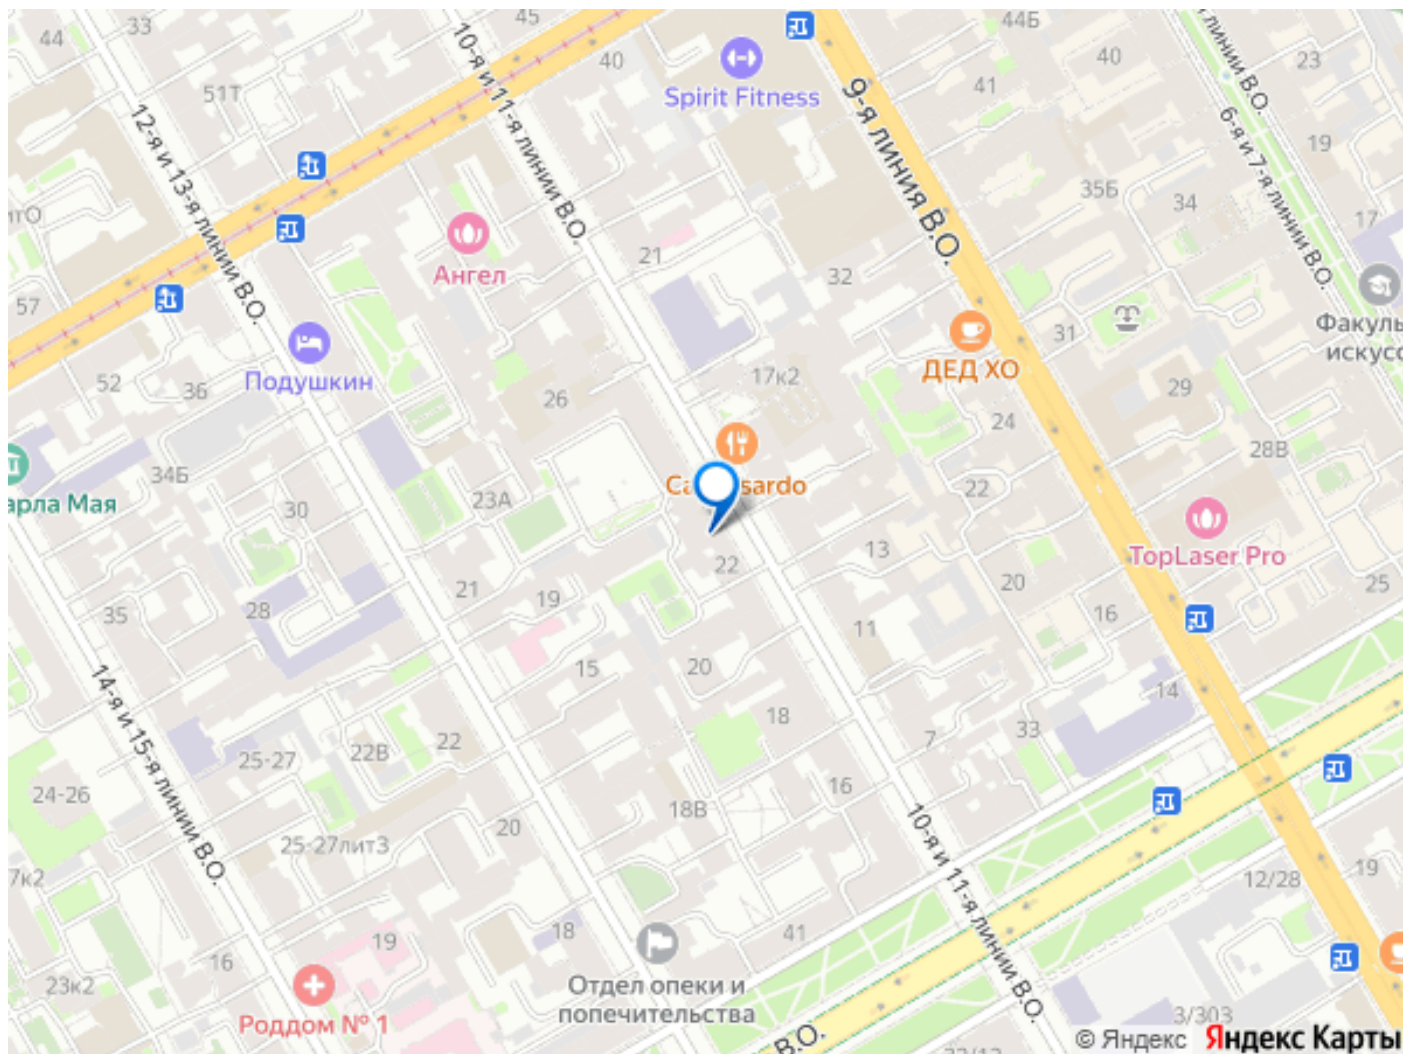 44
33
45
10-я и 11-я линии В.О.
40
Spirit Fitness
9-я линия В.О.
44Б
41
40
линии В.О.
23
6-я и 7-я линии В.О.
19
51Т
12-я и 13-я линии В.О.
итО
Ангел
21
32
35Б
34
17
57
Подушкин
52
36
26
17к2
ДЕД ХО
31
Факуль
искусс
29
24
28В
34Б
арла Мая
23А
30
sardo
22
13
22
TopLaser Pro
20
25
35
28
21
19
11
16
14
14-я и 15-я линии В.О.
15
20
18
7
33
25-27
22В
22
24-26
18В
16
20
25-27лит3
10-я и 11-я линии В.О.
7к2
12/28
19
19
18
41
16
23к2
Отдел опеки и
попечительства
Роддом № 1
3/303
В.О.
© Яндекс Яндекс Карты